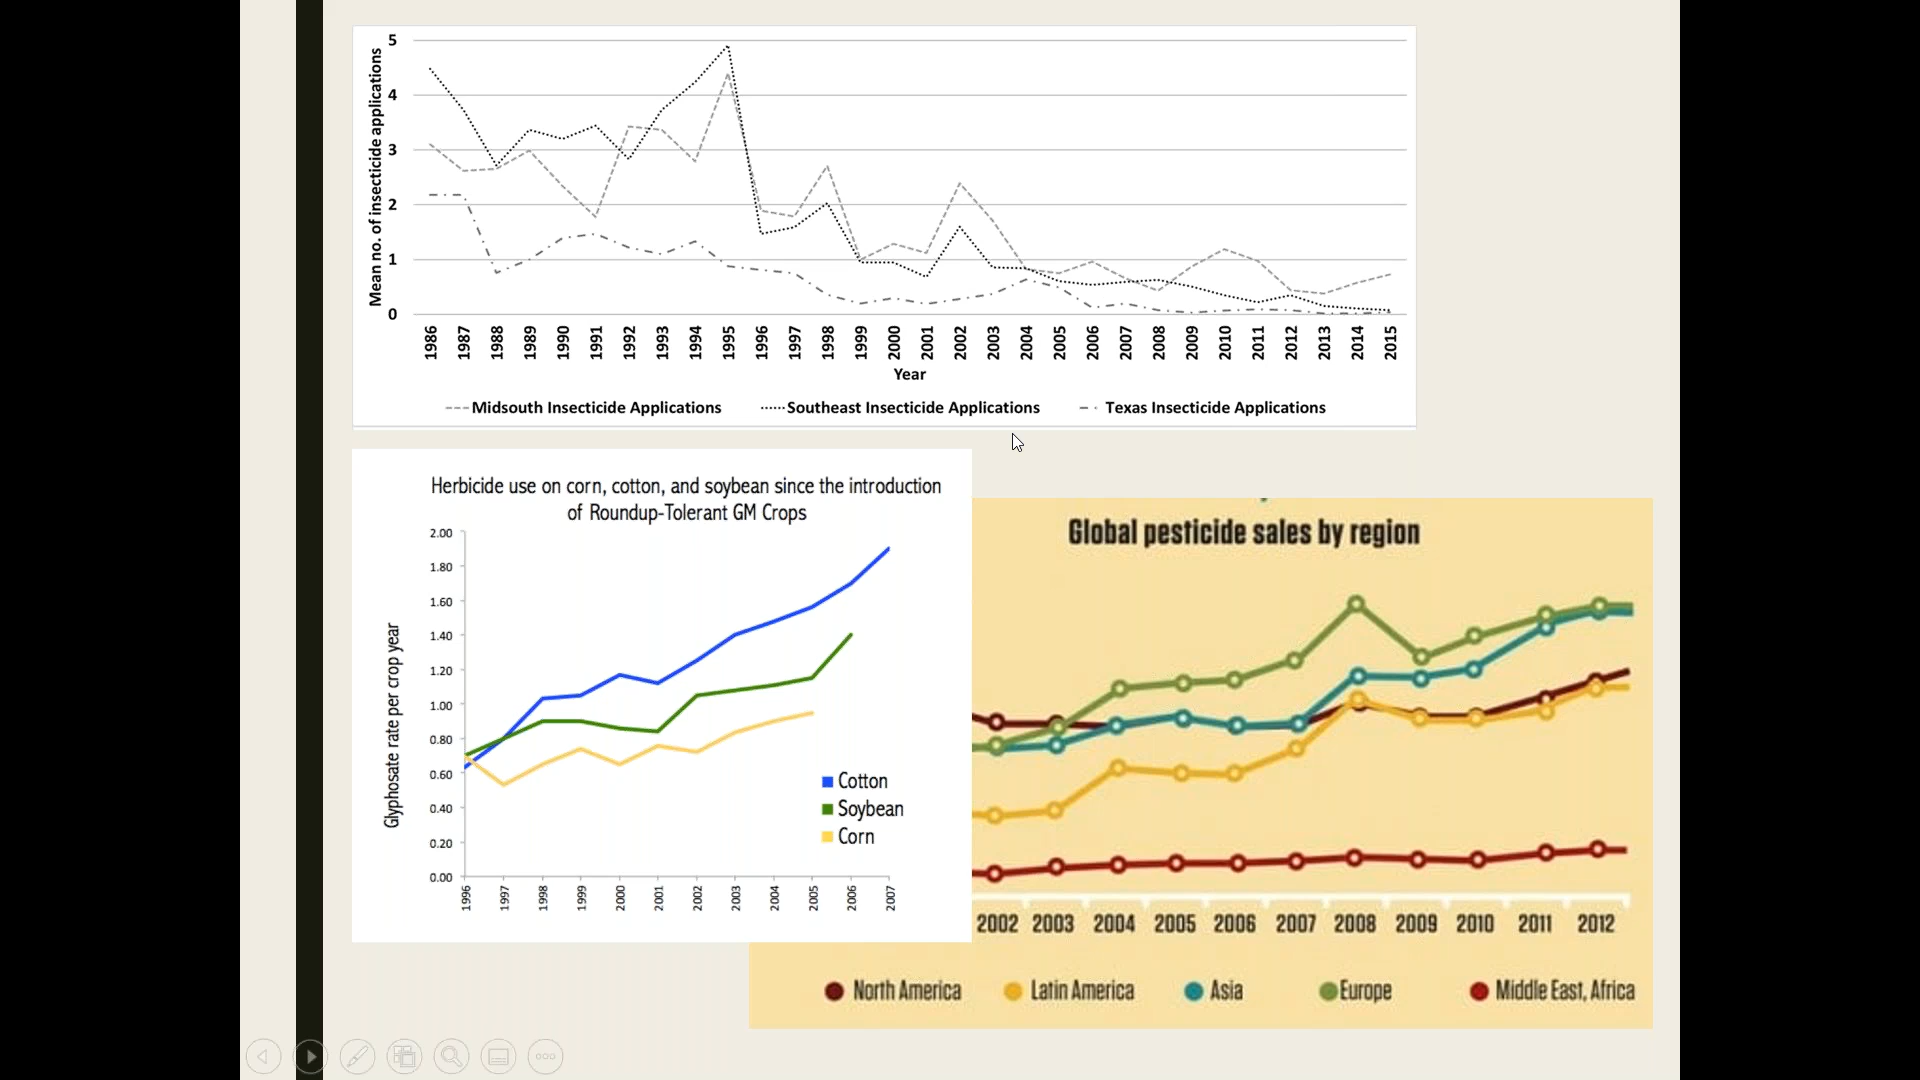 Mean no. of insecticide applications
5
4
3
2
1
0
1986 1987 1988 1989 1990 1991 1992 1993 1994 1995 1996 1997 1998 1999 2000 2001 2002 2003 2004 2005 2006 2007 2008 2009 2010 2011 2012 2013 2014 2015
Year
Midsouth Insecticide Applications Southeast Insecticide Applications Texas Insecticide Applications
Herbicide use on corn, cotton, and soybean since the introduction
of Roundup-Tolerant GM Crops
Glyphosate rate per crop year
2.00
1.80
1.60
1.40
1.20
1.00
0.80
0.60
0.40
0.20
0.00
1996 1997 1998 1999 2000 2001 2002 2003 2004 2005 2006 2007
Cotton
Soybean
Corn
Global pesticide sales by region
2002 2003 2004 2005 2006 2007 2008 2009 2010 2011 2012
North America Latin America Asia Europe Middle East, Africa